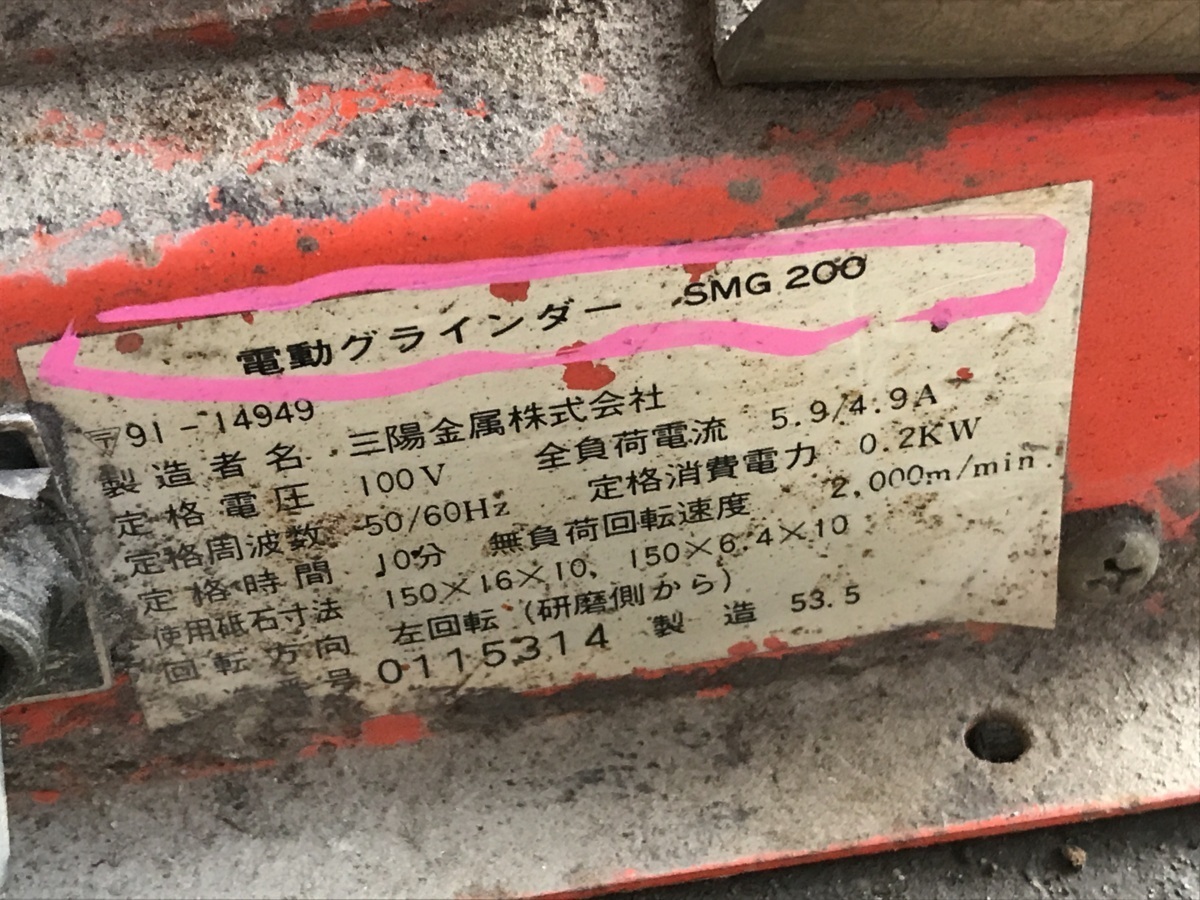 電動グラインダー SMG 200
〒91-14949
製造者名 三陽金属株式会社
定格電圧 100V 全負荷電流 5.9/4.9A
定格周波数 50/60Hz 定格消費電力 0.2KW
定格時間 10分 無負荷回転速度 2,000m/min.
使用砥石寸法 150×16×10、150×6.4×10
回転方向 左回転(研磨側から)
号 0115314 製造 53.5